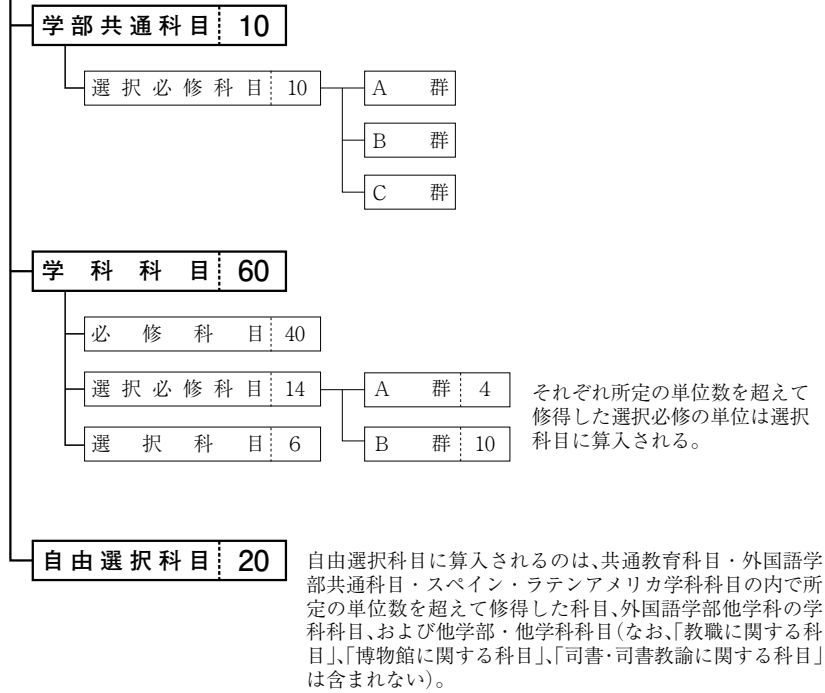 学部共通科目 10
選択必修科目 10
A 群
B 群
C 群
学科科目 60
必修科目 40
選択必修科目 14
A 群 4
B 群 10
選択科目 6
それぞれ所定の単位数を超えて
修得した選択必修の単位は選択
科目に算入される。
自由選択科目 20
自由選択科目に算入されるのは、共通教育科目・外国語学
部共通科目・スペイン・ラテンアメリカ学科科目の内で所
定の単位数を超えて修得した科目、外国語学部他学科の学
科科目、および他学部・他学科科目(なお、「教職に関する科
目」、「博物館に関する科目」、「司書・司書教諭に関する科目」
は含まれない)。